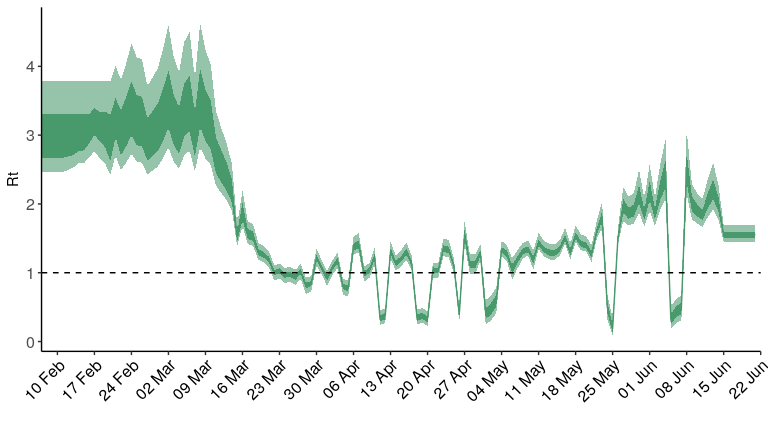 4
3
2
1
0
Rt
10 Feb
17 Feb
24 Feb
02 Mar
09 Mar
16 Mar
23 Mar
30 Mar
06 Apr
13 Apr
20 Apr
27 Apr
04 May
11 May
18 May
25 May
01 Jun
08 Jun
15 Jun
22 Jun